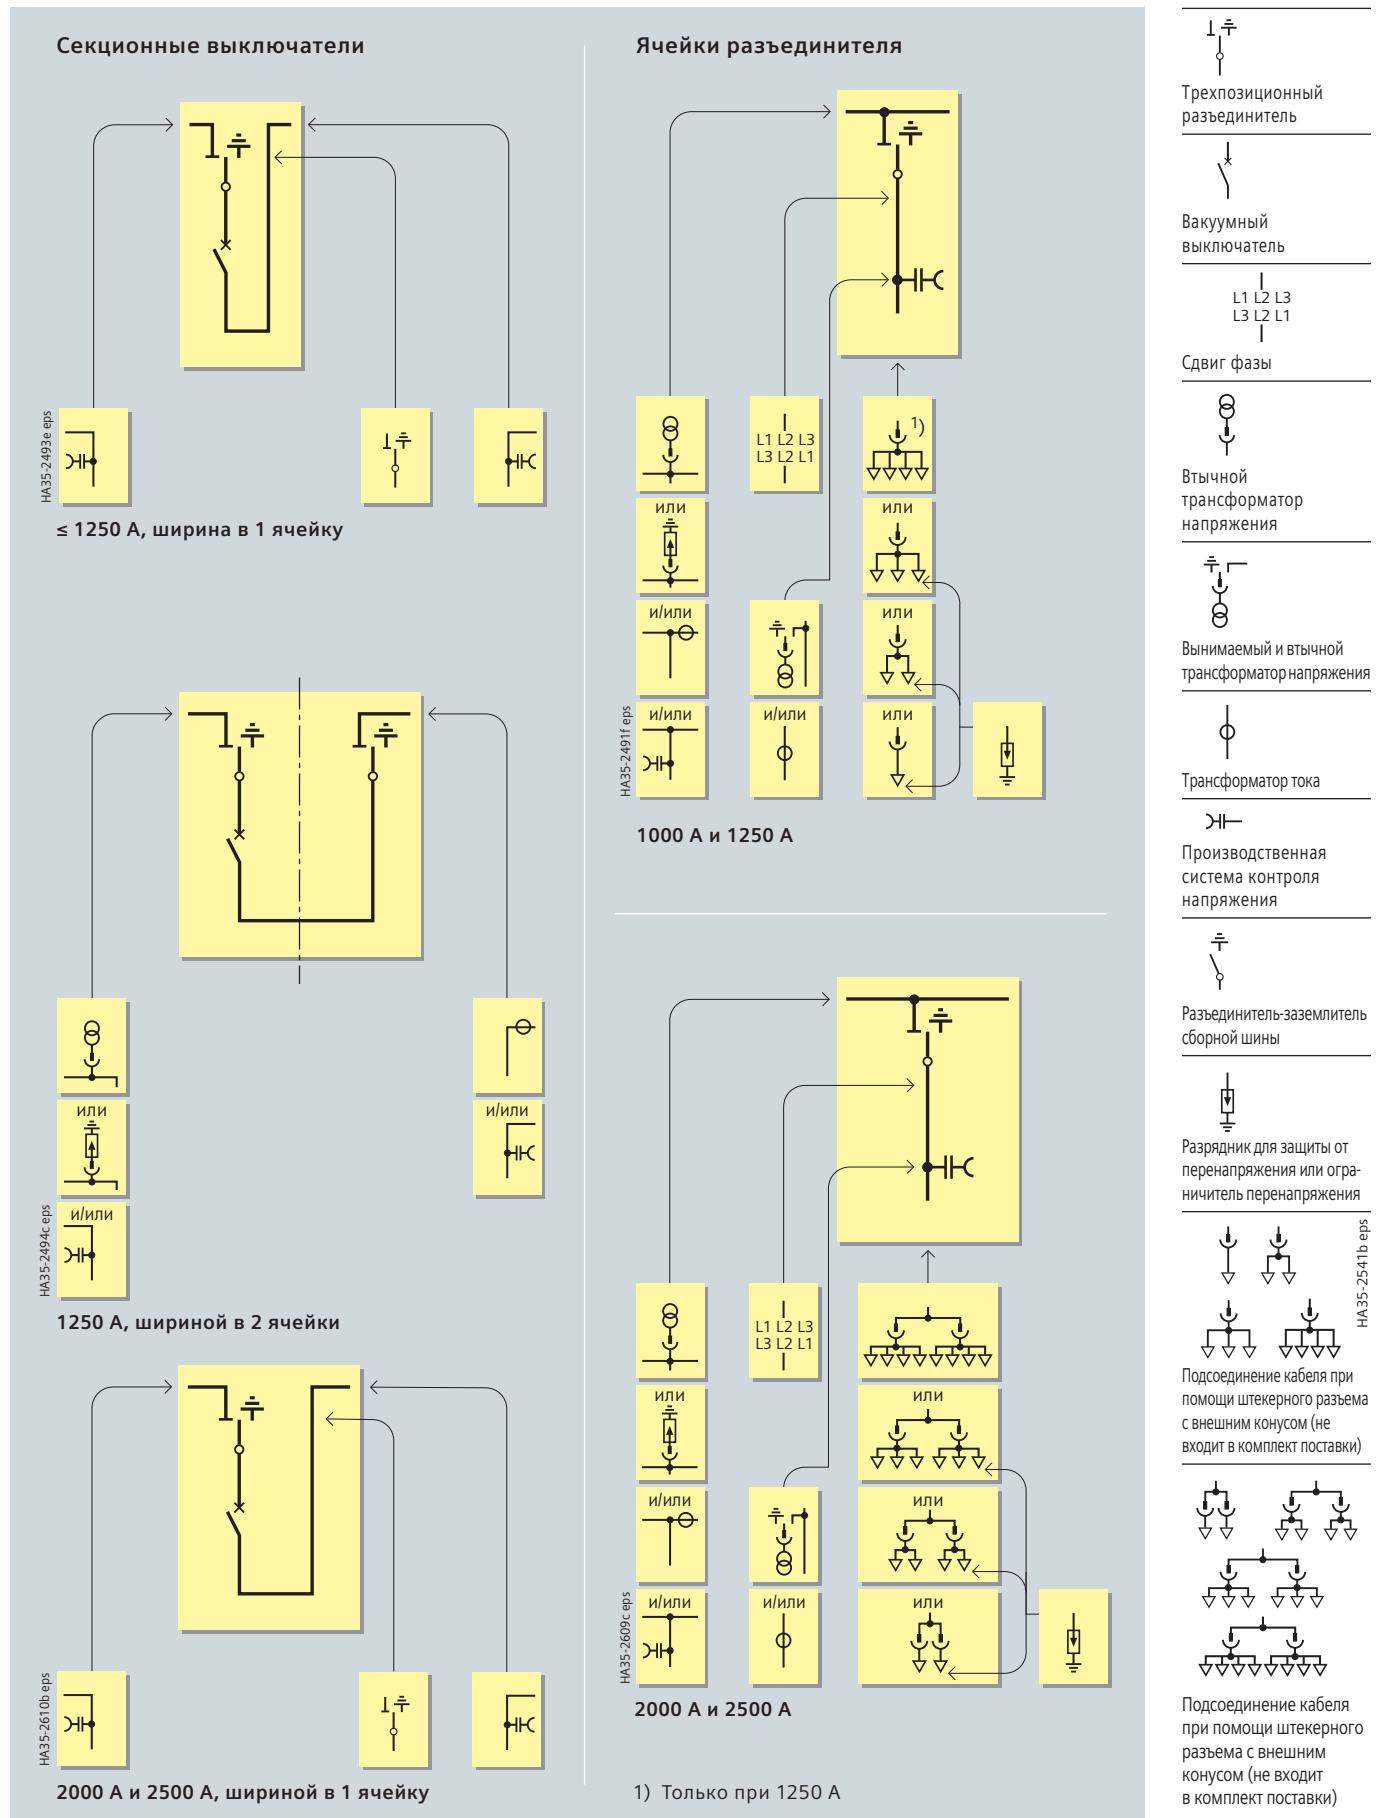 Секционные выключатели
HA35-2493e eps
≤ 1250 A, ширина в 1 ячейку
или
и/или
и/или
HA35-2494c eps
1250 A, шириной в 2 ячейки
HA35-2610b eps
2000 A и 2500 A, шириной в 1 ячейку
Ячейки разъединителя
L1 L2 L3
L3 L2 L1
1)
или
или
и/или
или
и/или
и/или
или
HA35-2491f eps
1000 A и 1250 A
L1 L2 L3
L3 L2 L1
или
или
и/или
или
и/или
и/или
или
HA35-2609c eps
2000 A и 2500 A
1) Только при 1250 A
Трехпозиционный
разъединитель
Вакуумный
выключатель
L1 L2 L3
L3 L2 L1
Сдвиг фазы
Втычной
трансформатор
напряжения
Вынимаемый и втычной
трансформатор напряжения
Трансформатор тока
Производственная
система контроля
напряжения
Разъединитель-заземлитель
сборной шины
Разрядник для защиты от
перенапряжения или огра-
ничитель перенапряжения
HA35-2541b eps
Подсоединение кабеля при
помощи штекерного разъема
с внешним конусом (не
входит в комплект поставки)
Подсоединение кабеля
при помощи штекерного
разъема с внешним
конусом (не входит
в комплект поставки)